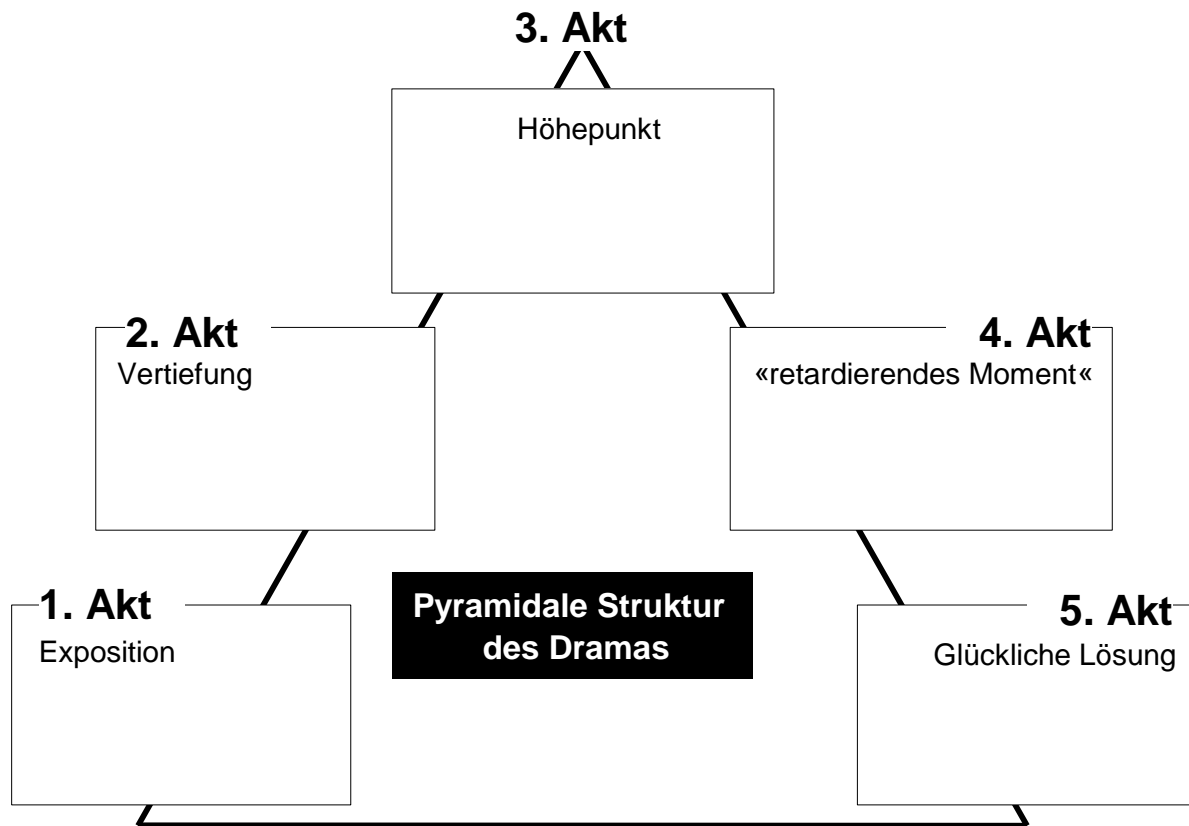 3. Akt
Höhepunkt
2. Akt
Vertiefung
4. Akt
«retardierendes Moment«
1. Akt
Exposition
Pyramidale Struktur
des Dramas
5. Akt
Glückliche Lösung